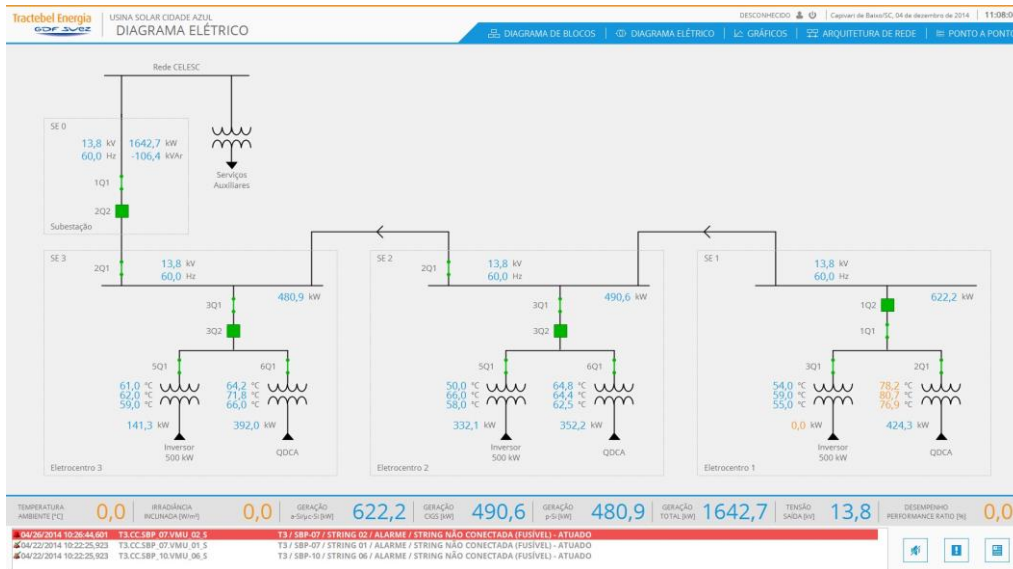 Tractebel Energia
GDF SUEZ
USINA SOLAR CIDADE AZUL
DIAGRAMA ELÉTRICO
DESCONHECIDO
Capivari de Baixo/SC, 04 de dezembro de 2014
11:08:0
DIAGRAMA DE BLOCOS
DIAGRAMA ELÉTRICO
GRÁFICOS
ARQUITETURA DE REDE
PONTO A PONTO
Rede CELESC
SE 0
13,8 kV 1642,7 kW
60,0 Hz -106,4 kVAr
1Q1
2Q2
Subestação
Serviços
Auxiliares
SE 3
2Q1
13,8 kV
60,0 Hz
480,9 kW
3Q1
3Q2
5Q1
6Q1
61,0 °C
62,0 °C
59,0 °C
64,2 °C
71,8 °C
66,0 °C
141,3 kW
392,0 kW
Inversor
500 kW
QDCA
Eletrocentro 3
SE 2
2Q1
13,8 kV
60,0 Hz
490,6 kW
3Q1
3Q2
5Q1
6Q1
50,0 °C
66,0 °C
58,0 °C
64,8 °C
64,4 °C
62,5 °C
332,1 kW
352,2 kW
Inversor
500 kW
QDCA
Eletrocentro 2
SE 1
13,8 kV
60,0 Hz
622,2 kW
1Q2
1Q1
3Q1
2Q1
54,0 °C
59,0 °C
55,0 °C
78,2 °C
80,7 °C
76,9 °C
0,0 kW
424,3 kW
Inversor
500 kW
QDCA
Eletrocentro 1
TEMPERATURA
AMBIENTE [°C]
0,0
IRRADIÂNCIA
INCLINADA [W/m²]
0,0
GERAÇÃO
a-Si/μc-Si [kW]
622,2
GERAÇÃO
CIGS [kW]
490,6
GERAÇÃO
p-Si [kW]
480,9
GERAÇÃO
TOTAL [kW]
1642,7
TENSÃO
SAÍDA [kV]
13,8
DESEMPENHO
PERFORMANCE RATIO [%]
0,0
04/26/2014 10:26:44,601 T3.CC.SBP_07.VMU_02_S T3 / SBP-07 / STRING 02 / ALARME / STRING NÃO CONECTADA (FUSÍVEL) - ATUADO
04/22/2014 10:22:25,923 T3.CC.SBP_07.VMU_01_S T3 / SBP-07 / STRING 01 / ALARME / STRING NÃO CONECTADA (FUSÍVEL) - ATUADO
04/22/2014 10:22:25,923 T3.CC.SBP_10.VMU_06_S T3 / SBP-10 / STRING 06 / ALARME / STRING NÃO CONECTADA (FUSÍVEL) - ATUADO